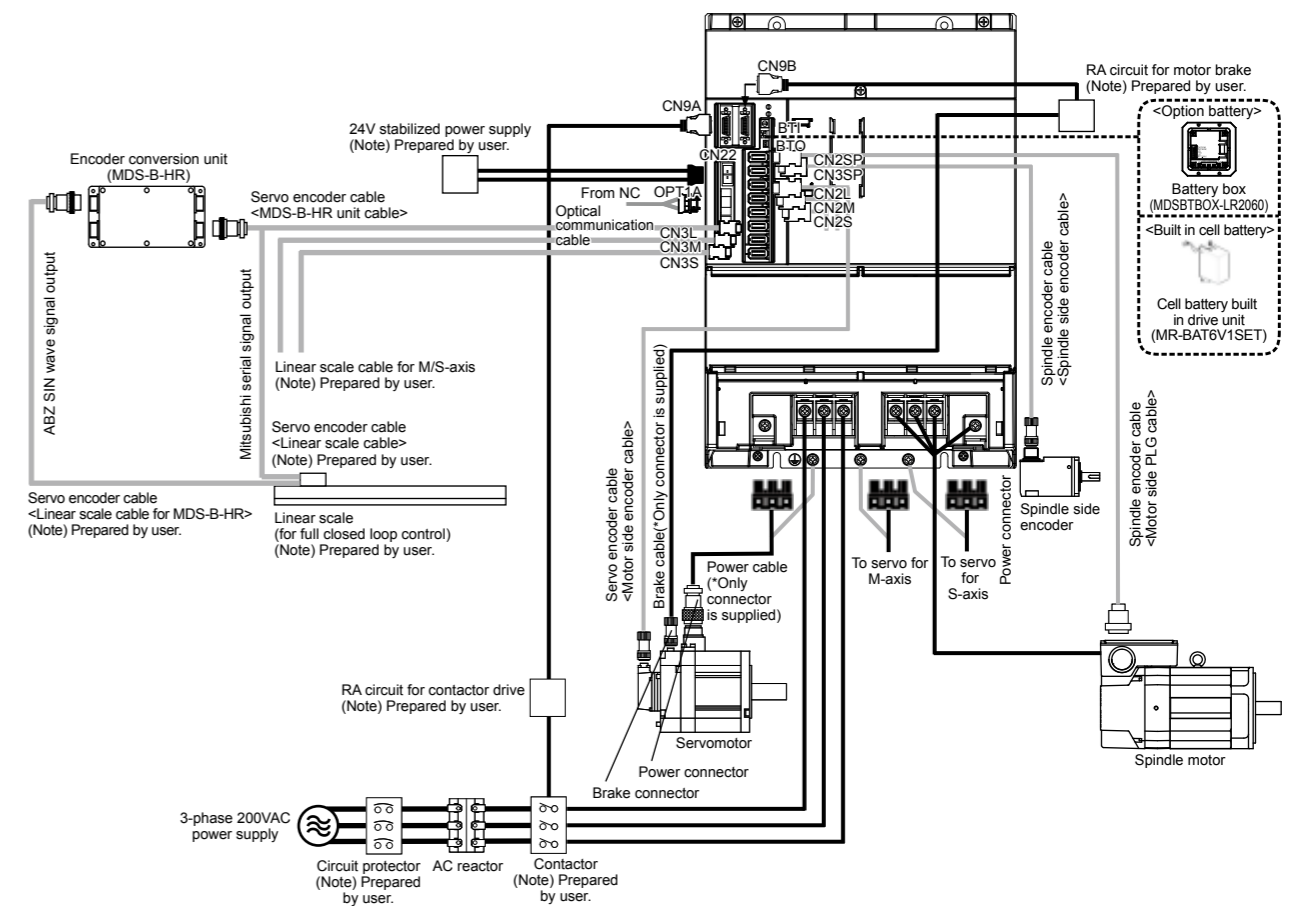 CN9B
RA circuit for motor brake
(Note) Prepared by user.
CN9A
24V stabilized power supply
(Note) Prepared by user.
BTI
BTO
<Option battery>
Battery box
(MDSBTBOX-LR2060)
<Built in cell battery>
Cell battery built
in drive unit
(MR-BAT6V1SET)
Encoder conversion unit
(MDS-B-HR)
Servo encoder cable
<MDS-B-HR unit cable>
CN22
From NC
OPT1A
Optical
communication
cable
CN2SP
CN3SP
CN2L
CN2M
CN2S
CN3L
CN3M
CN3S
ABZ SIN wave signal output
Mitsubishi serial signal output
Linear scale cable for M/S-axis
(Note) Prepared by user.
Servo encoder cable
<Linear scale cable>
(Note) Prepared by user.
Servo encoder cable
<Linear scale cable for MDS-B-HR>
(Note) Prepared by user.
Linear scale
(for full closed loop control)
(Note) Prepared by user.
Servo encoder cable
<Motor side encoder cable>
Brake cable(*Only connector is supplied)
Spindle encoder cable
<Spindle side encoder cable>
Spindle encoder cable
<Motor side PLG cable>
Power connector
Spindle side
encoder
Power cable
(*Only
connector
is supplied)
To servo for
M-axis
To servo
for
S-axis
RA circuit for contactor drive
(Note) Prepared by user.
Servomotor
Power connector
Brake connector
Spindle motor
3-phase 200VAC
power supply
Circuit protector
(Note) Prepared
by user.
AC reactor
Contactor
(Note) Prepared
by user.